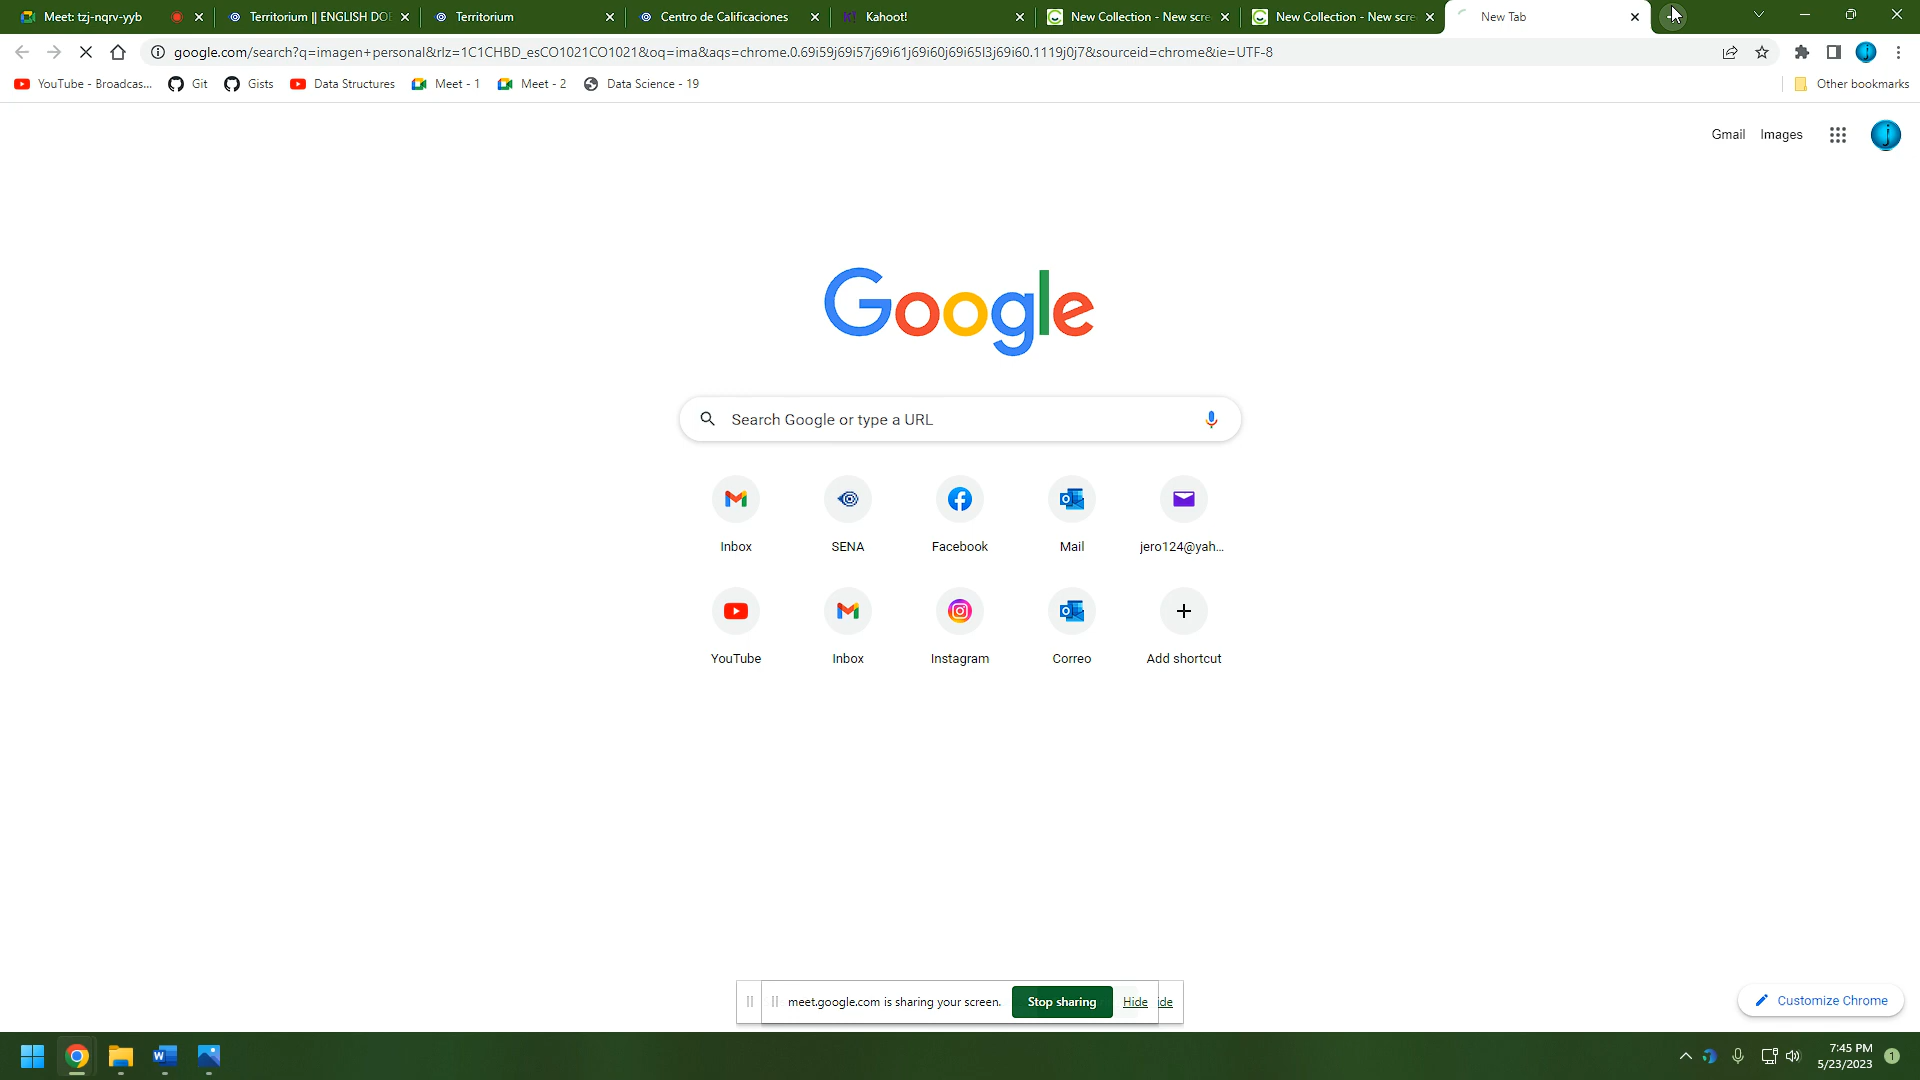 Meet: tzj-nqrv-yyb
Territorium || ENGLISH DO
Territorium
Centro de Calificaciones
K! Kahoot!
New Collection - New scre
New Collection - New scre
New Tab
google.com/search?q=imagen+personal&rlz=1C1CHBD_esCO1021CO1021&oq=ima&aqs=chrome.0.69i59j69i57j69i61j69i60j69i65l3j69i60.1119j0j7&sourceid=chrome&ie=UTF-8
j
YouTube - Broadcas...
Git
Gists
Data Structures
Meet - 1
Meet - 2
Data Science - 19
Other bookmarks
Gmail
Images
j
Google
Search Google or type a URL
Inbox
SENA
Facebook
Mail
jero124@yah...
YouTube
Inbox
Instagram
Correo
Add shortcut
meet.google.com is sharing your screen.
Stop sharing
Hide
ide
Customize Chrome
7:45 PM
5/23/2023
1